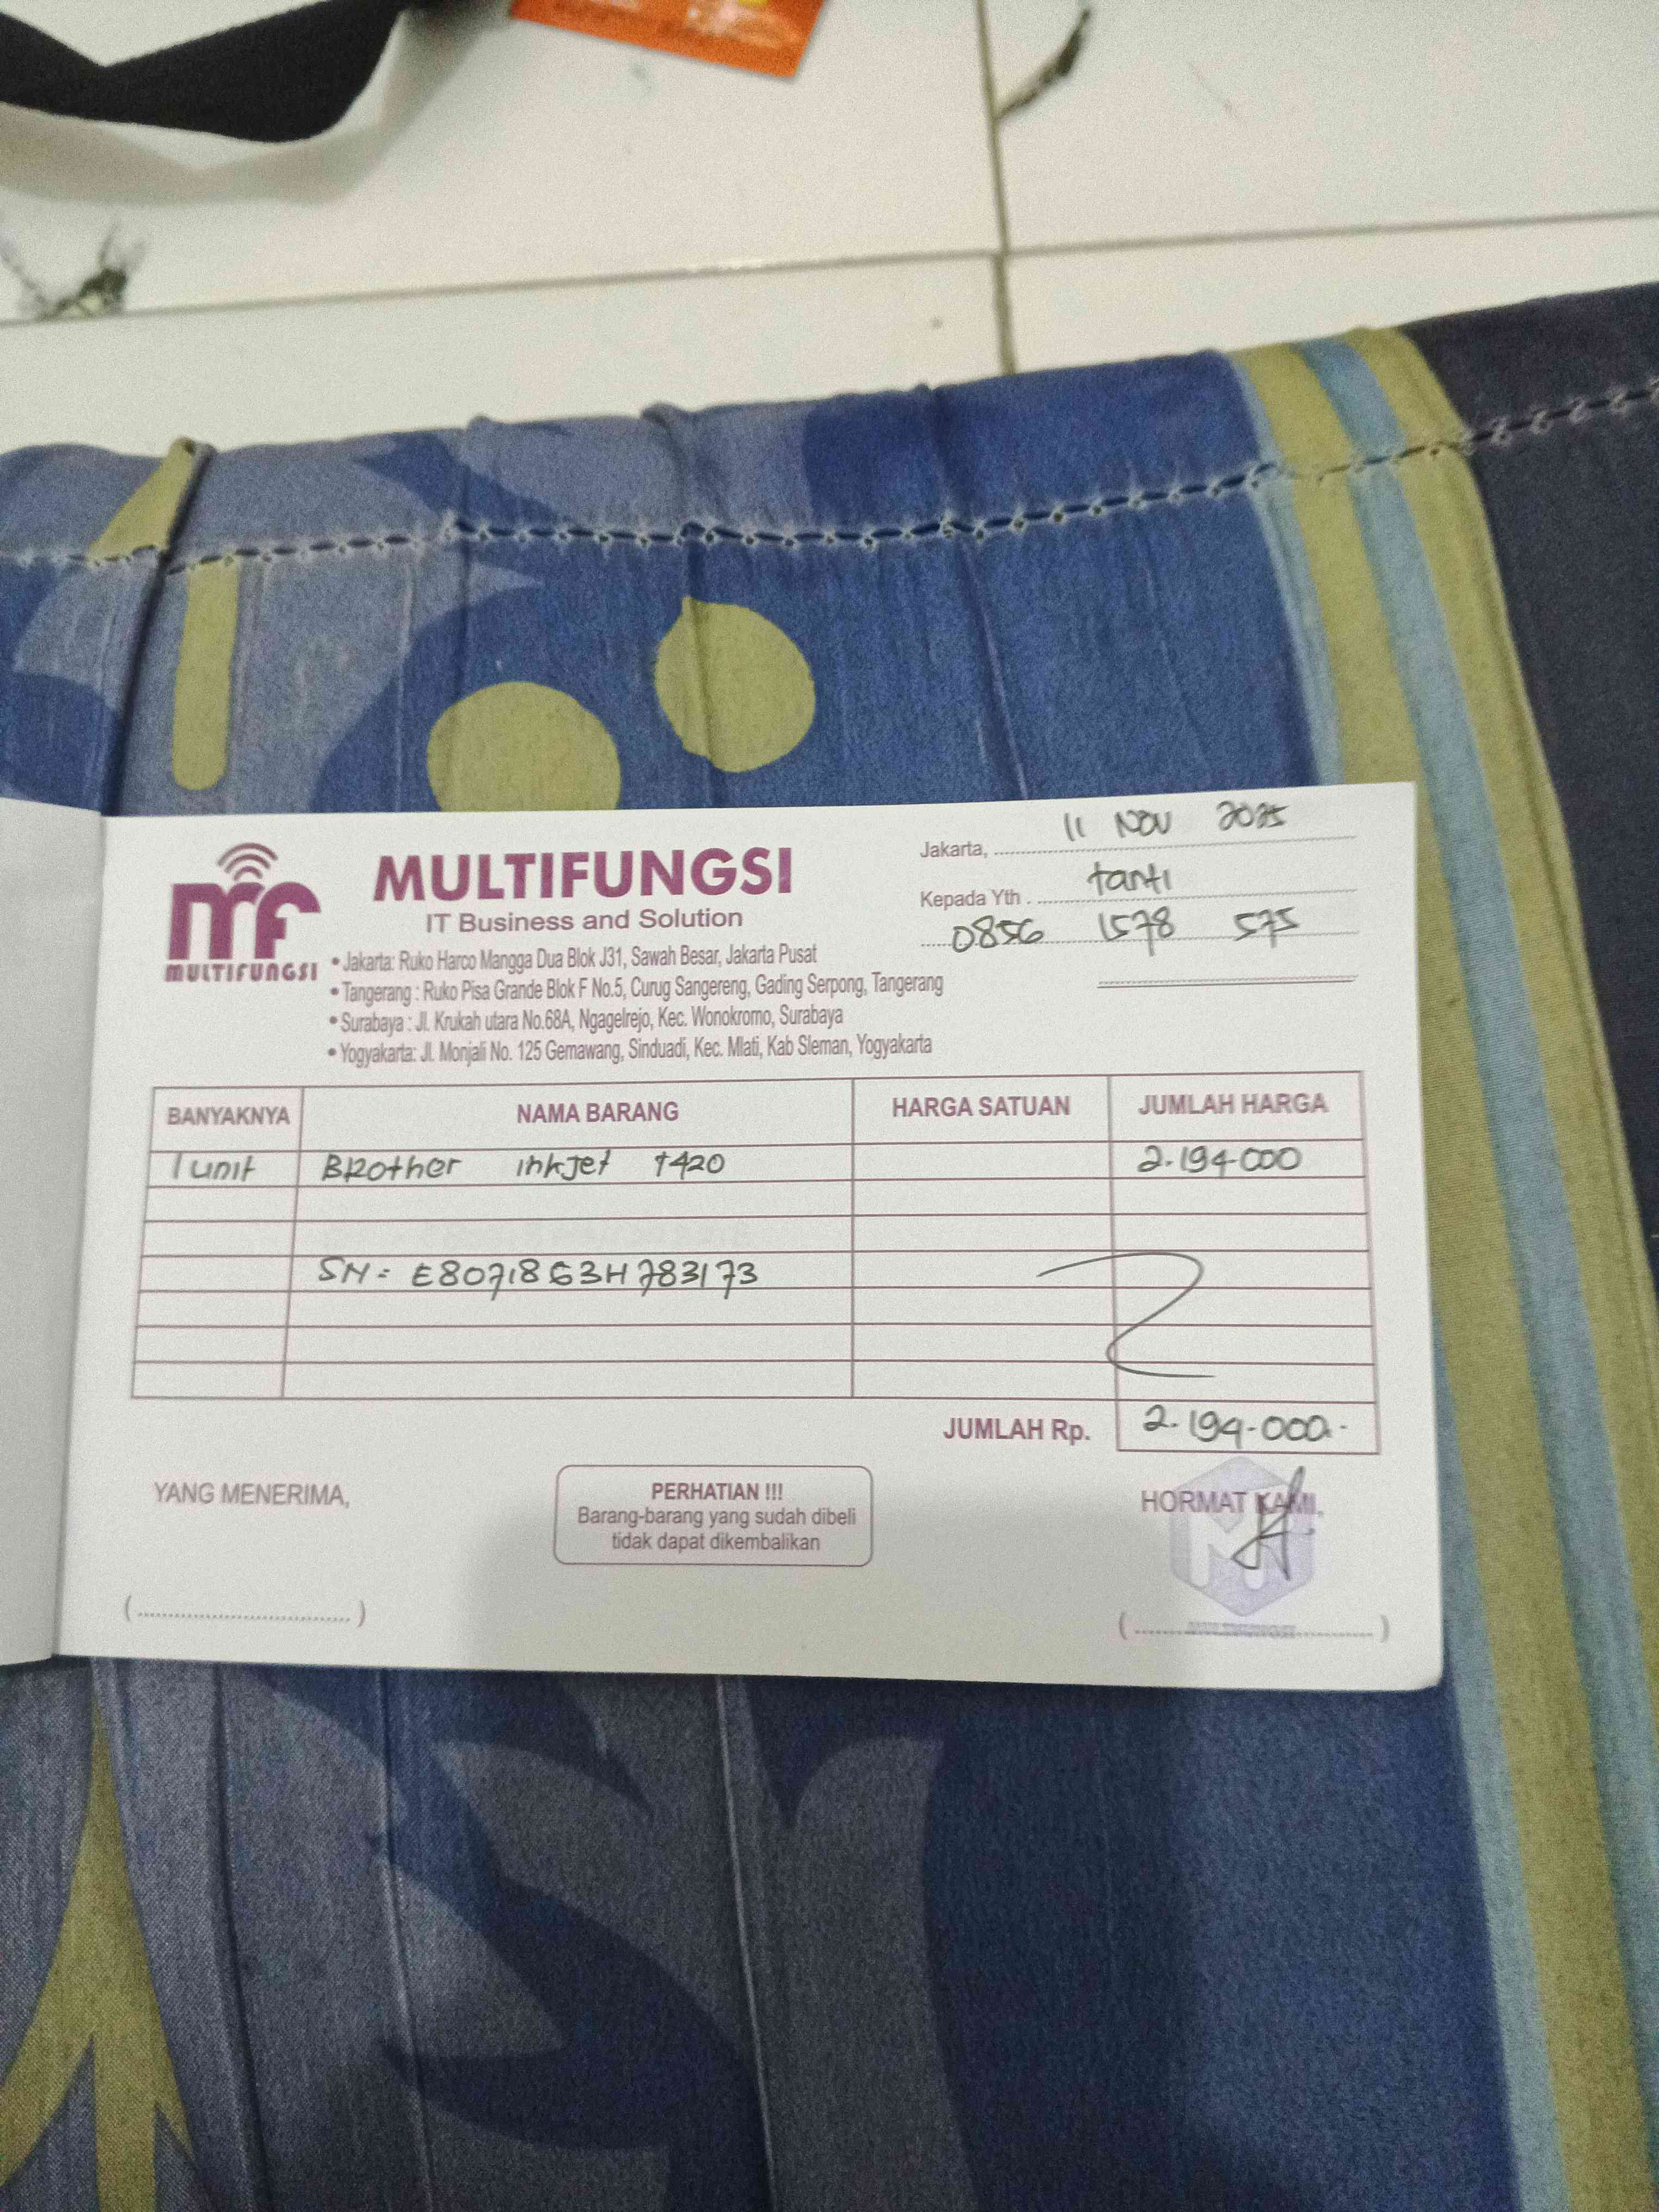 MULTIFUNGSI
MULTIFUNGSI
IT Business and Solution
• Jakarta: Ruko Harco Mangga Dua Blok J31, Sawah Besar, Jakarta Pusat
• Tangerang : Ruko Pisa Grande Blok F No.5, Curug Sangereng, Gading Serpong, Tangerang
• Surabaya : Jl. Krukah utara No.68A, Ngagelrejo, Kec. Wonokromo, Surabaya
• Yogyakarta: Jl. Monjali No. 125 Gemawang, Sinduadi, Kec. Mlati, Kab Sleman, Yogyakarta
Jakarta, 11 NOV 2025
Kepada Yth. tanti
0856 1578 575
BANYAKNYA NAMA BARANG HARGA SATUAN JUMLAH HARGA
1 unit Brother inkjet T420 2.194.000
SN = E80718G3H783173
JUMLAH Rp. 2.194.000.-
YANG MENERIMA,
PERHATIAN !!!
Barang-barang yang sudah dibeli
tidak dapat dikembalikan
HORMAT KAMI,
MULTIFUNGSI